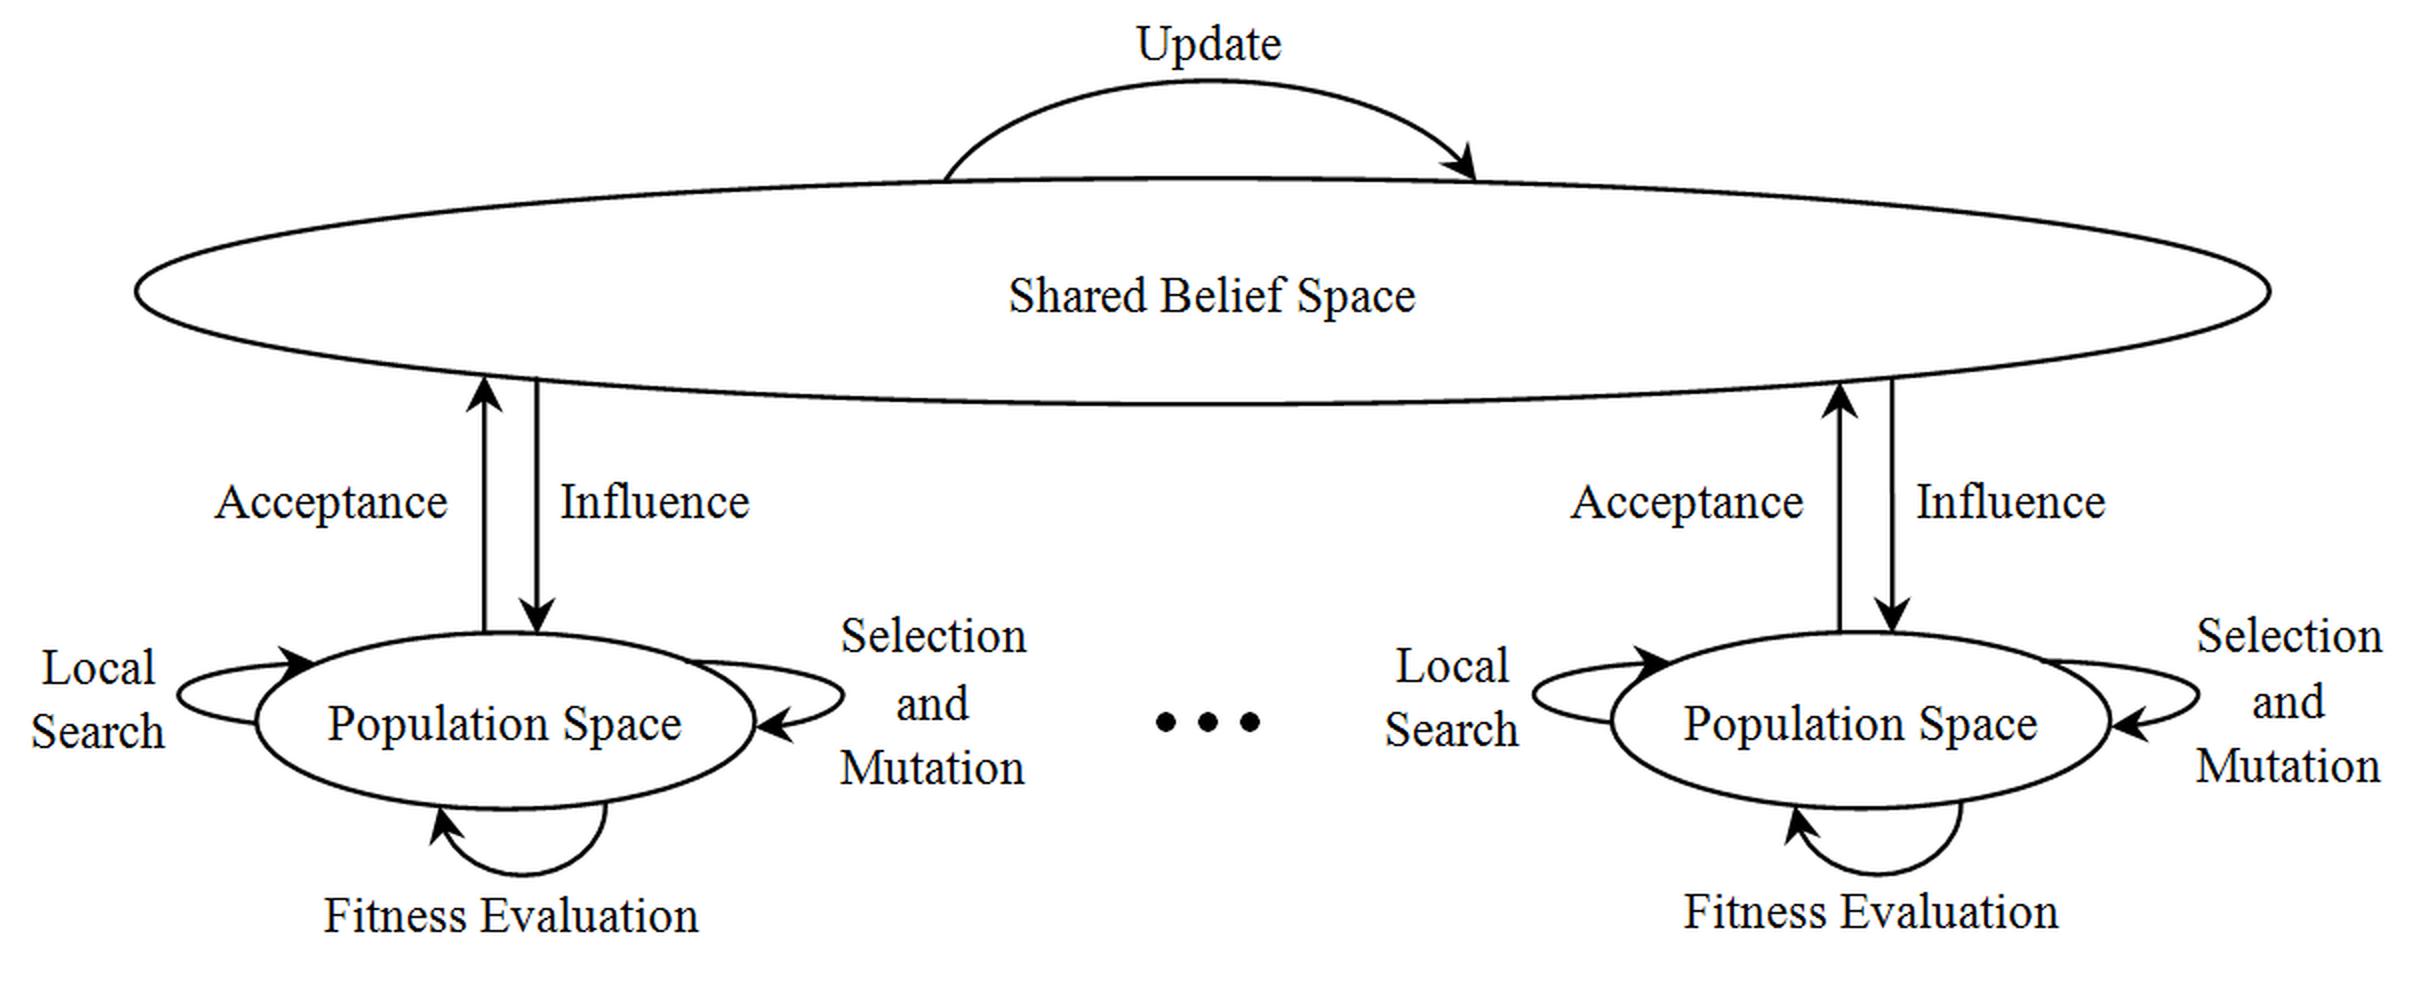 Update
Shared Belief Space
Acceptance
Influence
Acceptance
Influence
Local
Search
Population Space
Selection
and
Mutation
Fitness Evaluation
Local
Search
Population Space
Selection
and
Mutation
Fitness Evaluation